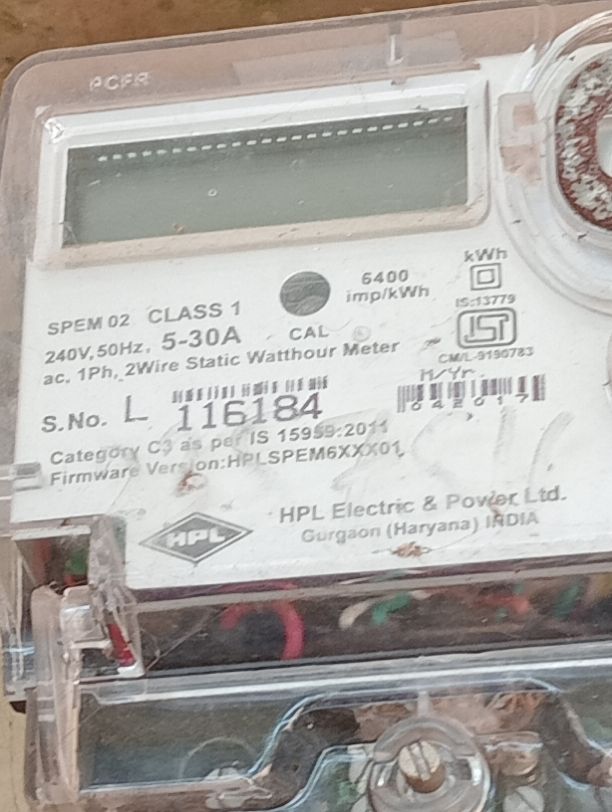 6400
imp/kWh
kWh
IS:13779
SPEM 02 CLASS 1
240V, 50Hz, 5-30A CAL
CM/L-9190783
ac, 1Ph, 2Wire Static Watthour Meter
M/Yr.
S.No. L 116184
042017
Category C3 as per IS 15959:2011
Firmware Version:HPLSPEM6XXX01
HPL
HPL Electric & Power Ltd.
Gurgaon (Haryana) INDIA